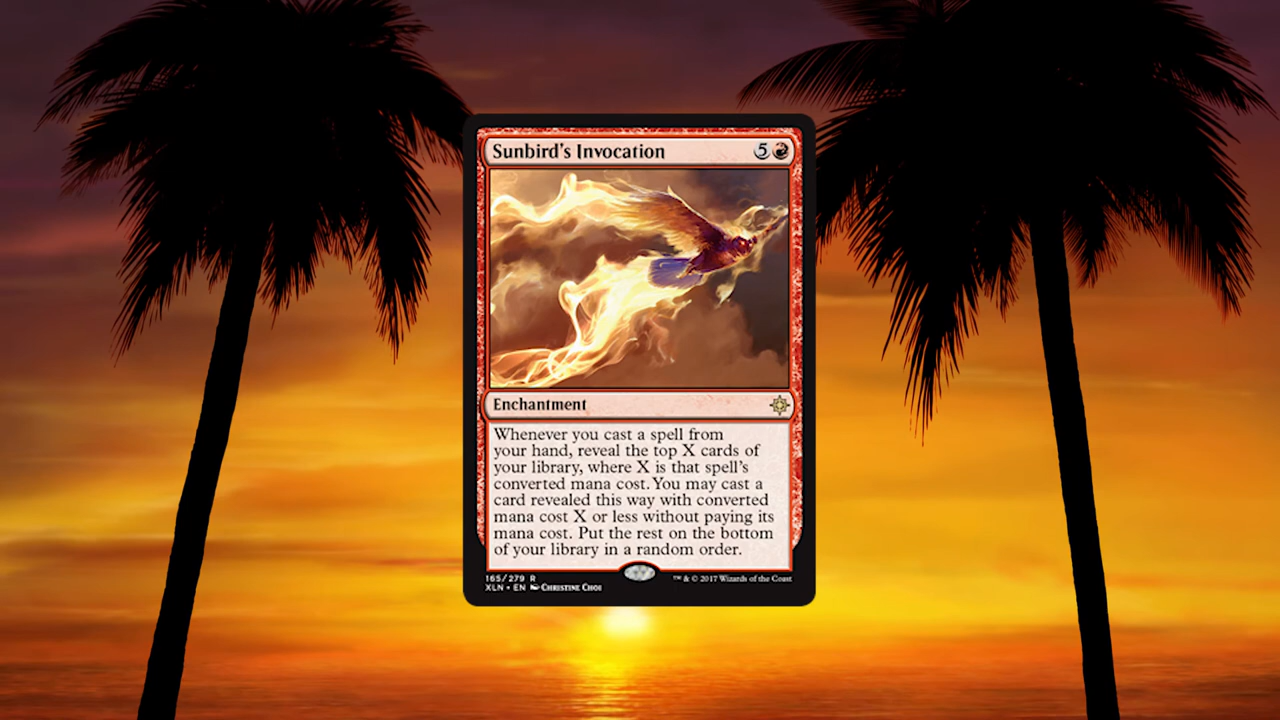 Sunbird's Invocation 5
Enchantment
Whenever you cast a spell from
your hand, reveal the top X cards of
your library, where X is that spell's
converted mana cost. You may cast a
card revealed this way with converted
mana cost X or less without paying its
mana cost. Put the rest on the bottom
of your library in a random order.
165/279 R
XLN • EN CHRISTINE CHOI
™ & © 2017 Wizards of the Coast